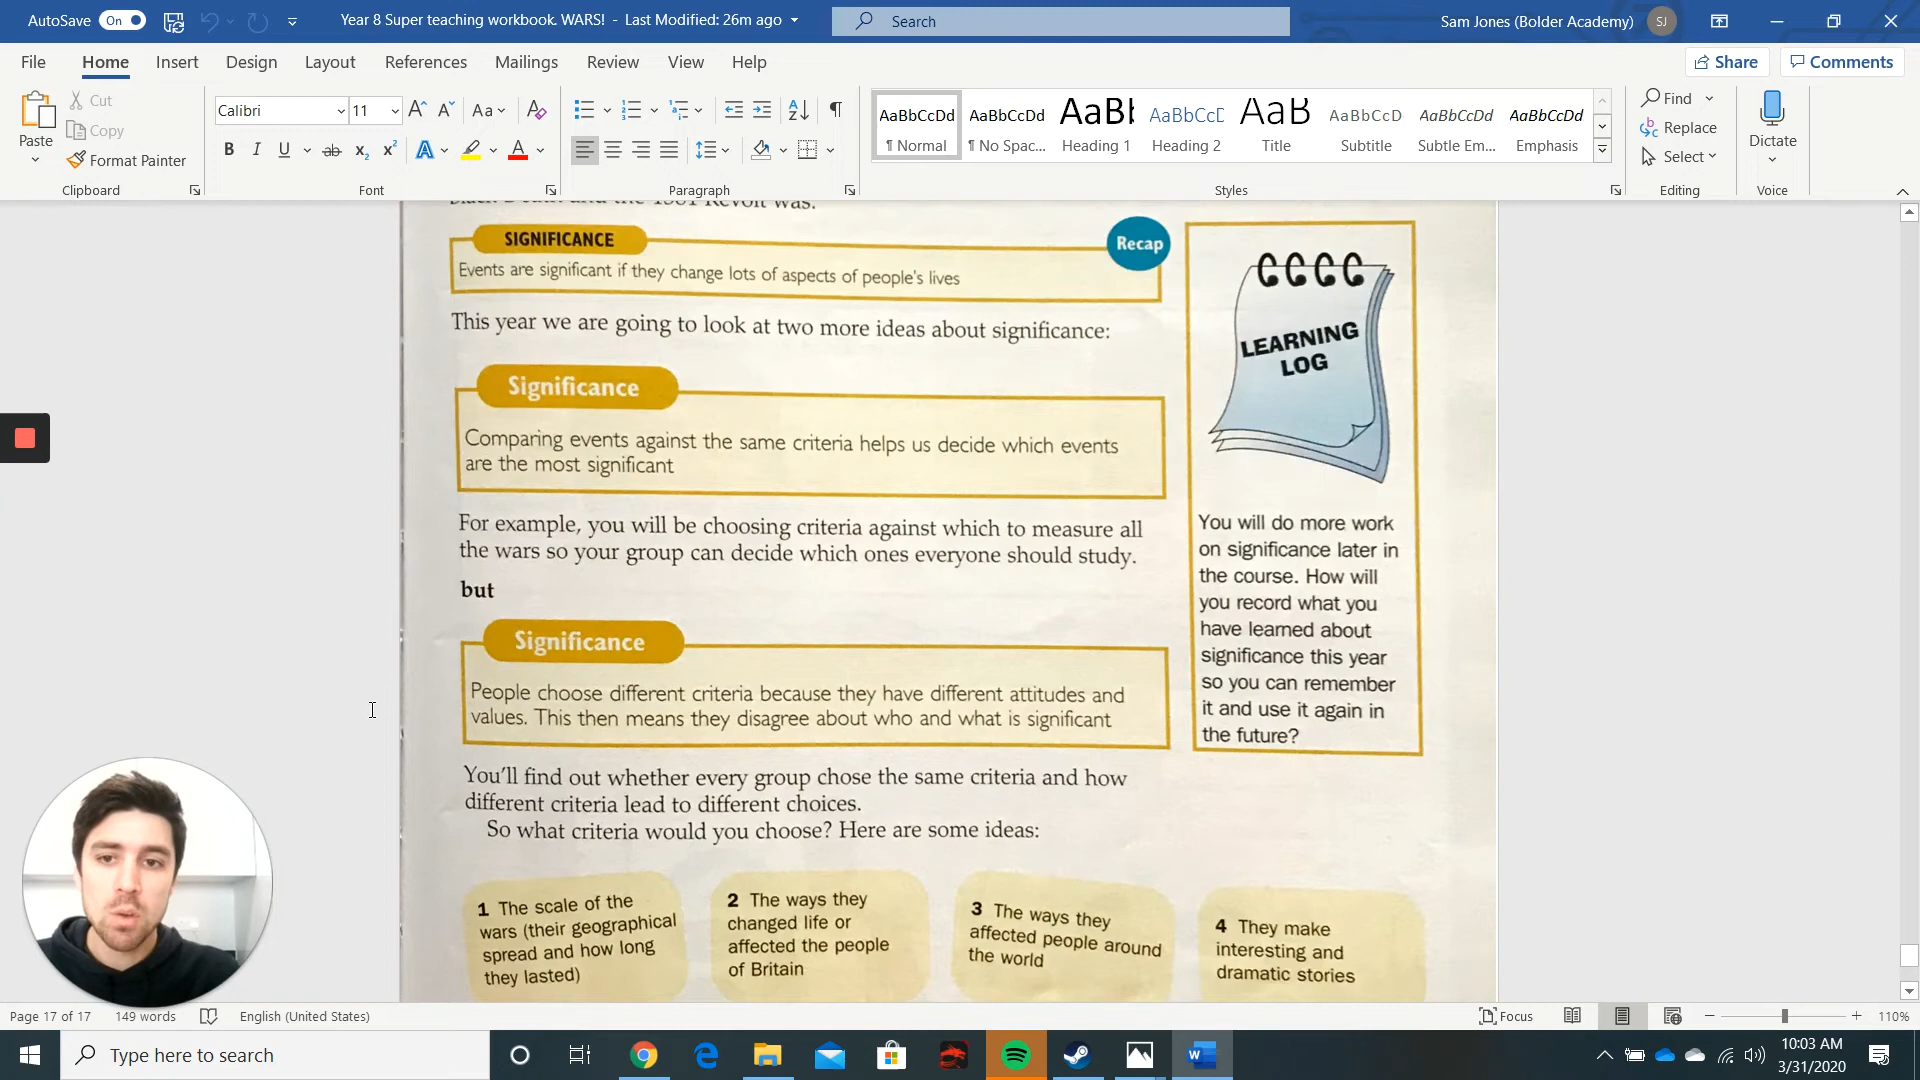 AutoSave On Year 8 Super teaching workbook. WARS! - Last Modified: 26m ago Search Sam Jones (Bolder Academy) SJ
File Home Insert Design Layout References Mailings Review View Help Share Comments
Paste Cut Copy Format Painter
Calibri 11
AaBbCcDd AaBbCcDd AaBb AaBbCcD AaB AaBbCcD AaBbCcDd AaBbCcDd
¶ Normal ¶ No Spac... Heading 1 Heading 2 Title Subtitle Subtle Em... Emphasis
Find Replace Select
Dictate
Clipboard Font Paragraph Styles Editing Voice
Black Death and the 1381 Revolt was.
SIGNIFICANCE
Recap
Events are significant if they change lots of aspects of people's lives
This year we are going to look at two more ideas about significance:
Significance
Comparing events against the same criteria helps us decide which events
are the most significant
For example, you will be choosing criteria against which to measure all
the wars so your group can decide which ones everyone should study.
but
Significance
People choose different criteria because they have different attitudes and
values. This then means they disagree about who and what is significant
You'll find out whether every group chose the same criteria and how
different criteria lead to different choices.
So what criteria would you choose? Here are some ideas:
1 The scale of the
wars (their geographical
spread and how long
they lasted)
2 The ways they
changed life or
affected the people
of Britain
3 The ways they
affected people around
the world
4 They make
interesting and
dramatic stories
LEARNING
LOG
You will do more work
on significance later in
the course. How will
you record what you
have learned about
significance this year
so you can remember
it and use it again in
the future?
Page 17 of 17 149 words English (United States) Focus 110%
Type here to search
10:03 AM
3/31/2020